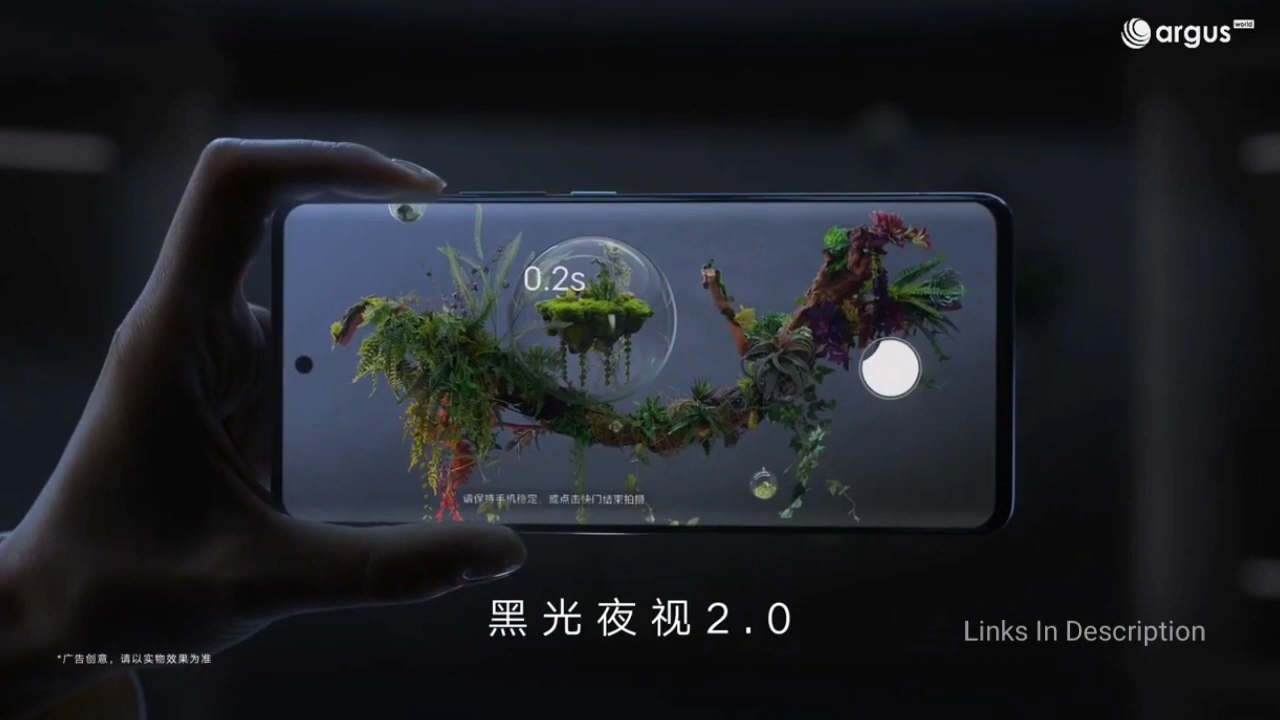 argus world
0.2s
请保持手机稳定，或点击快门结束拍摄
黑光夜视2.0
Links In Description
*广告创意，请以实物效果为准